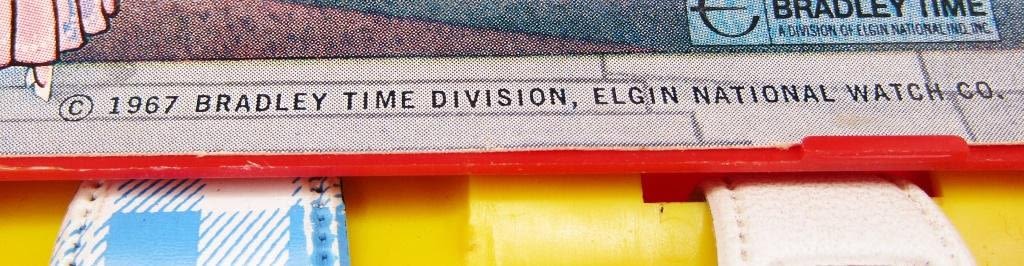 BRADLEY TIME
A DIVISION OF ELGIN NATIONAL IND. INC.
© 1967 BRADLEY TIME DIVISION, ELGIN NATIONAL WATCH CO.